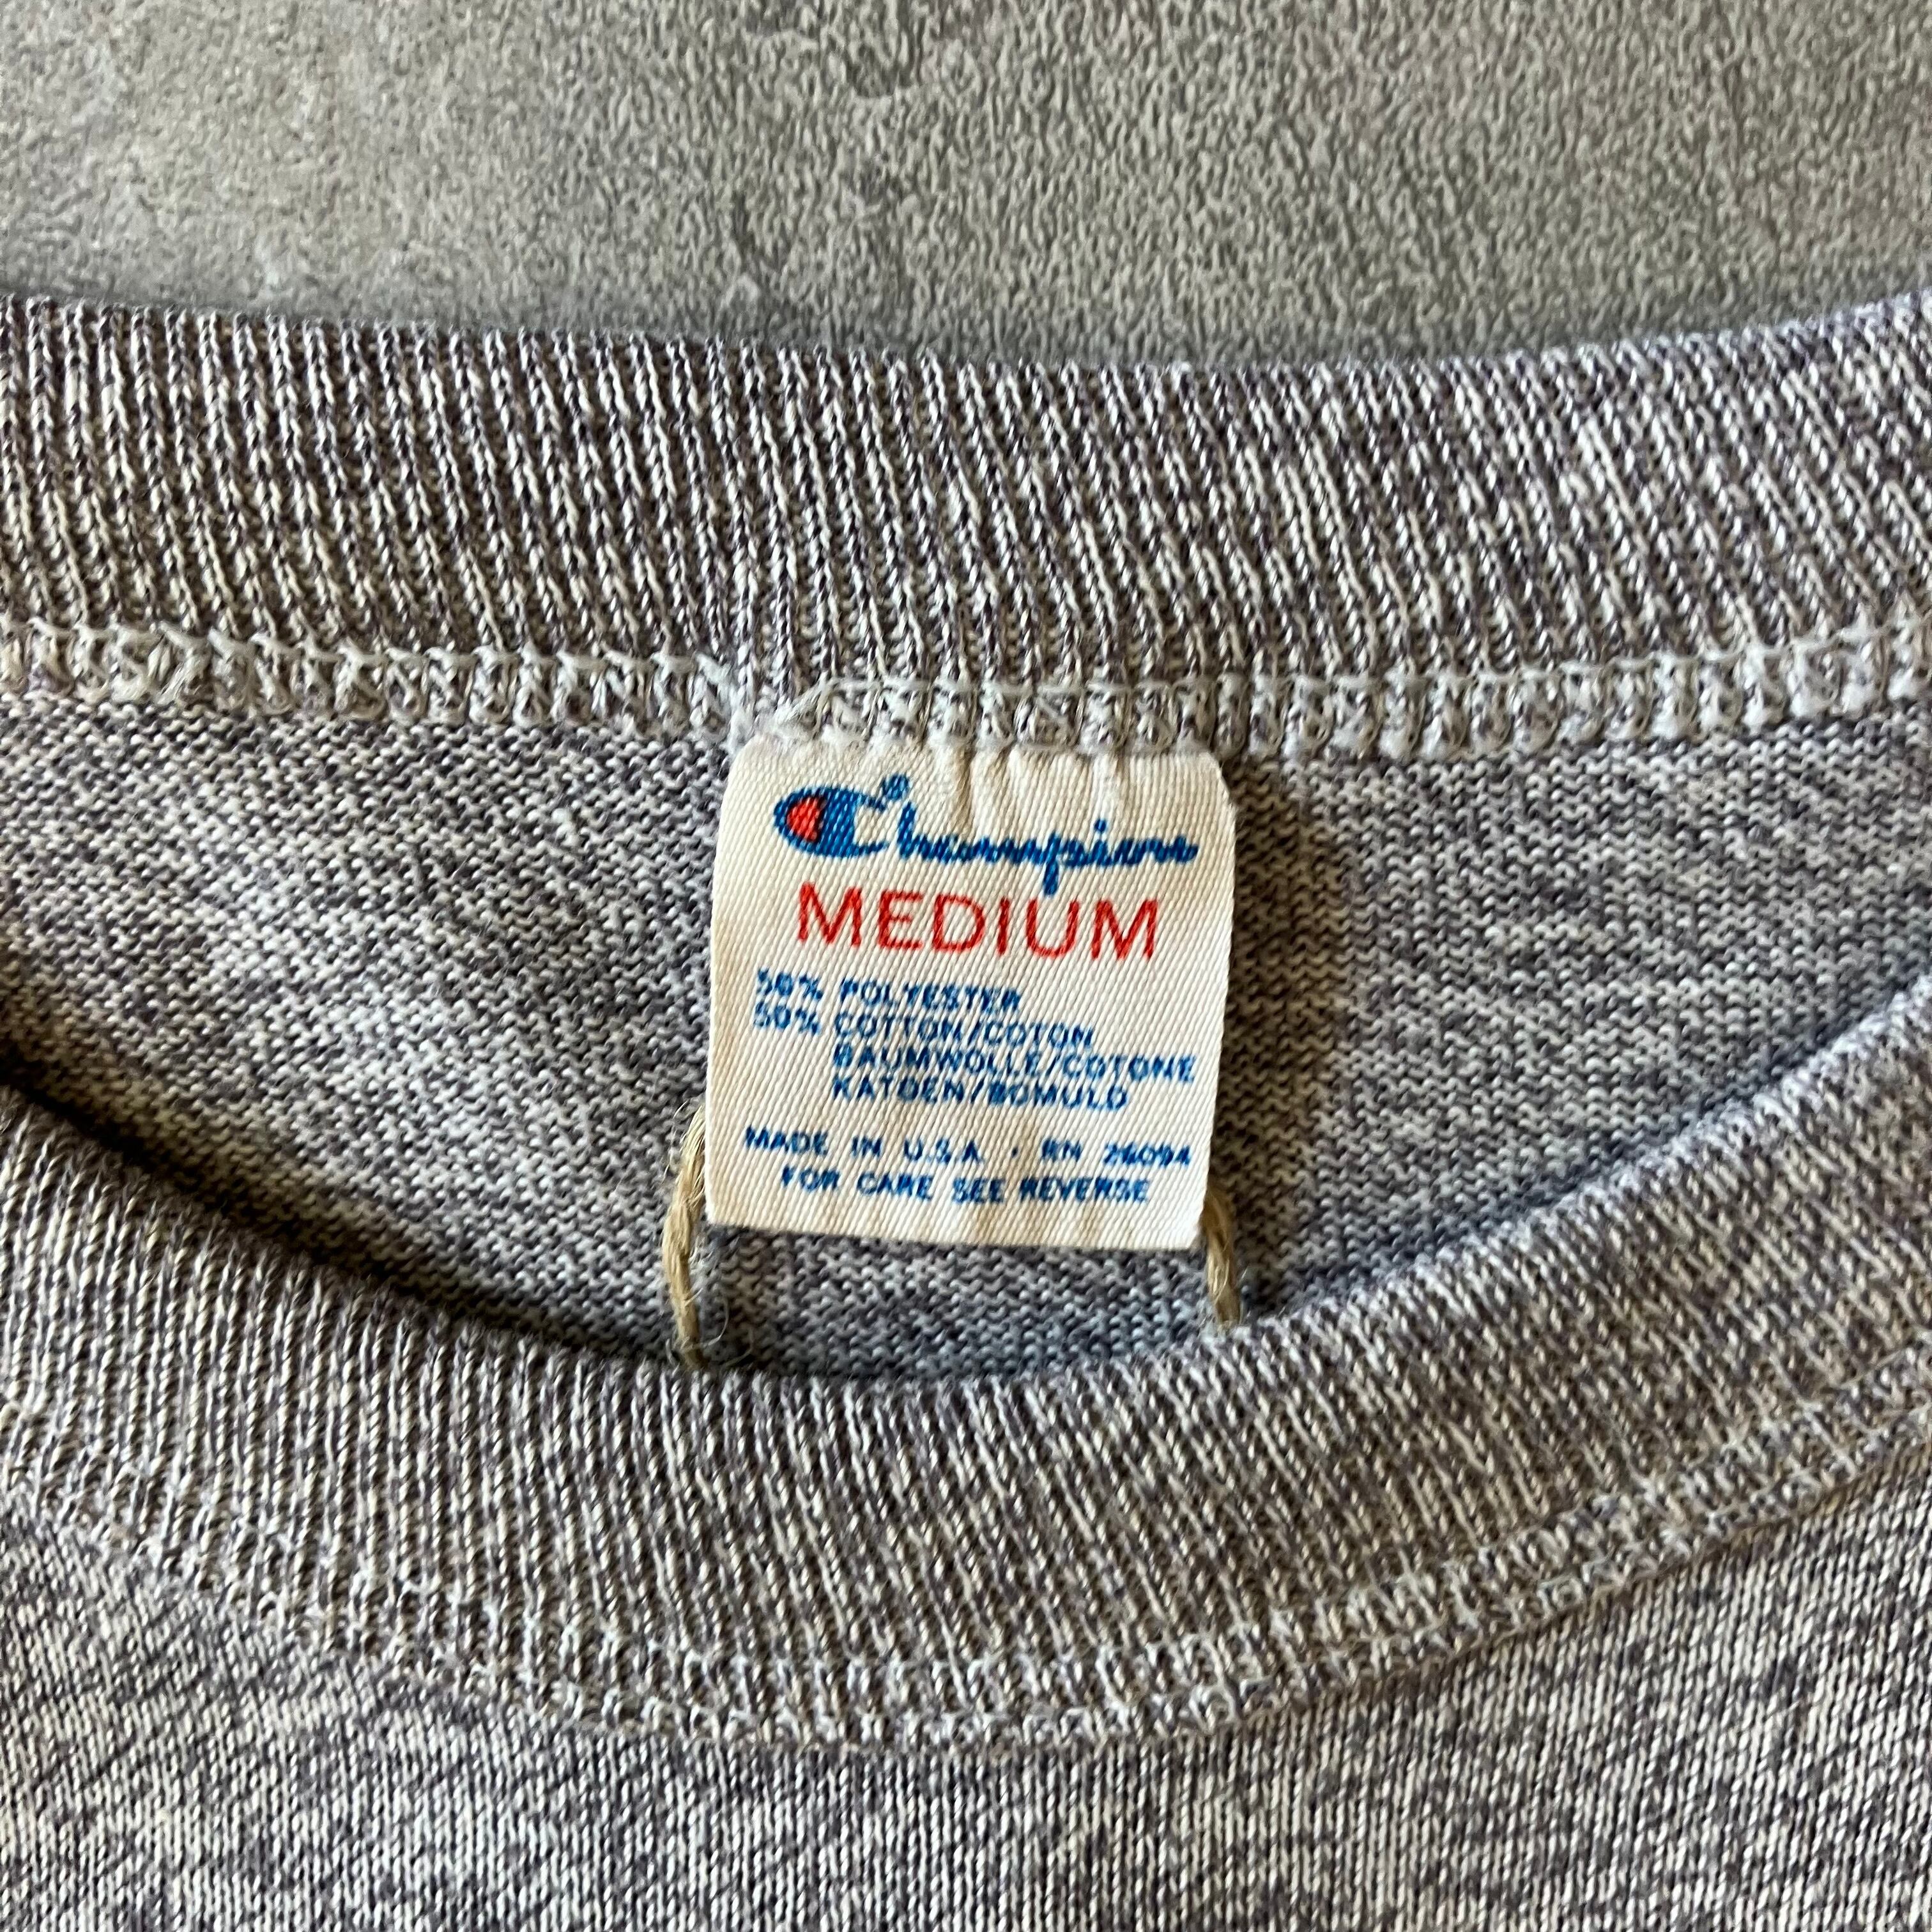 Champion
MEDIUM
50% POLYESTER
50% COTTON/COTON
BAUMWOLLE/COTONE
KATOEN/BOMULD
MADE IN U.S.A. • RN 26094
FOR CARE SEE REVERSE